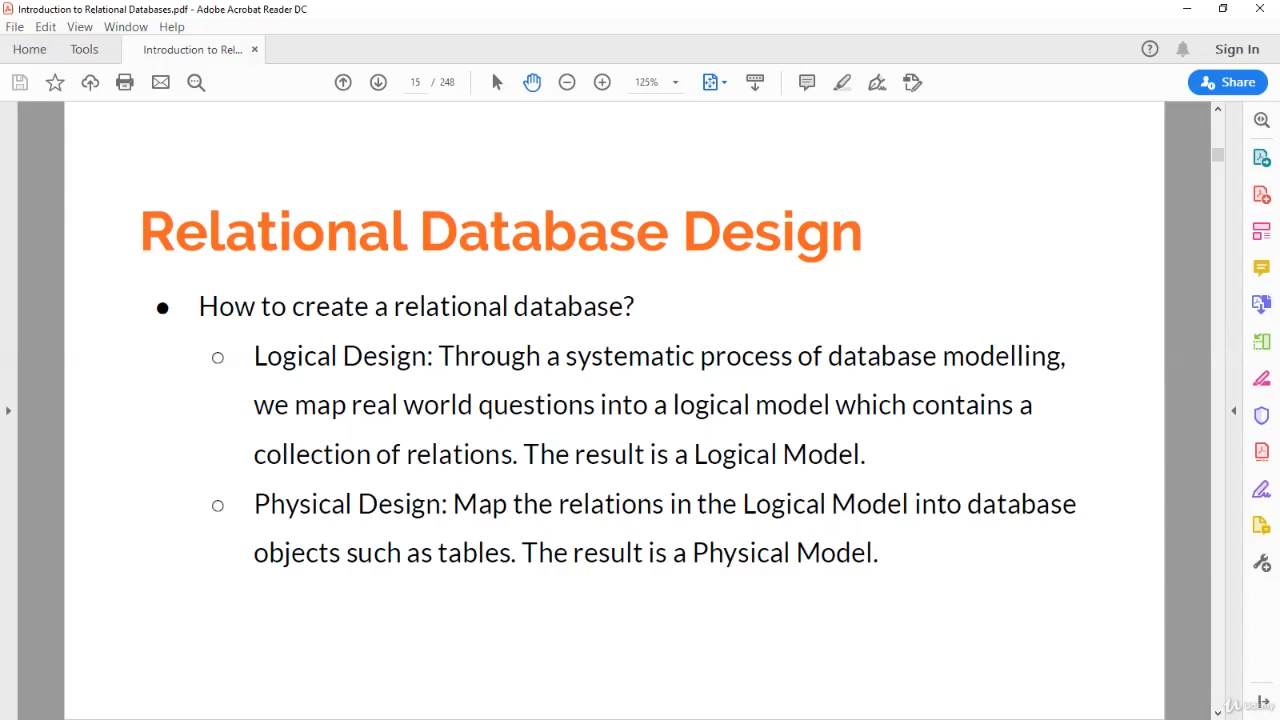 Introduction to Relational Databases.pdf - Adobe Acrobat Reader DC
File Edit View Window Help
Home Tools Introduction to Rel... × Sign In
15 / 248 125% Share
Relational Database Design
● How to create a relational database?
○ Logical Design: Through a systematic process of database modelling,
we map real world questions into a logical model which contains a
collection of relations. The result is a Logical Model.
○ Physical Design: Map the relations in the Logical Model into database
objects such as tables. The result is a Physical Model.